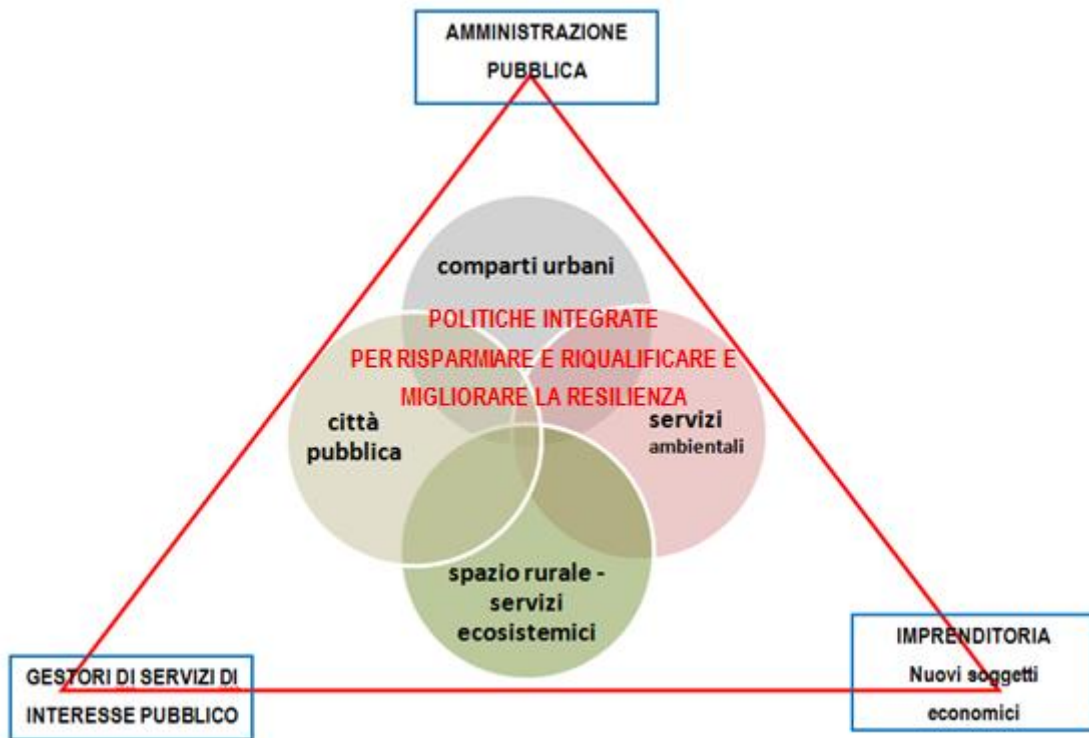 AMMINISTRAZIONE
PUBBLICA
comparti urbani
POLITICHE INTEGRATE
PER RISPARMIARE E RIQUALIFICARE E
MIGLIORARE LA RESILIENZA
città
pubblica
servizi
ambientali
spazio rurale -
servizi
ecosistemici
GESTORI DI SERVIZI DI
INTERESSE PUBBLICO
IMPRENDITORIA
Nuovi soggetti
economici